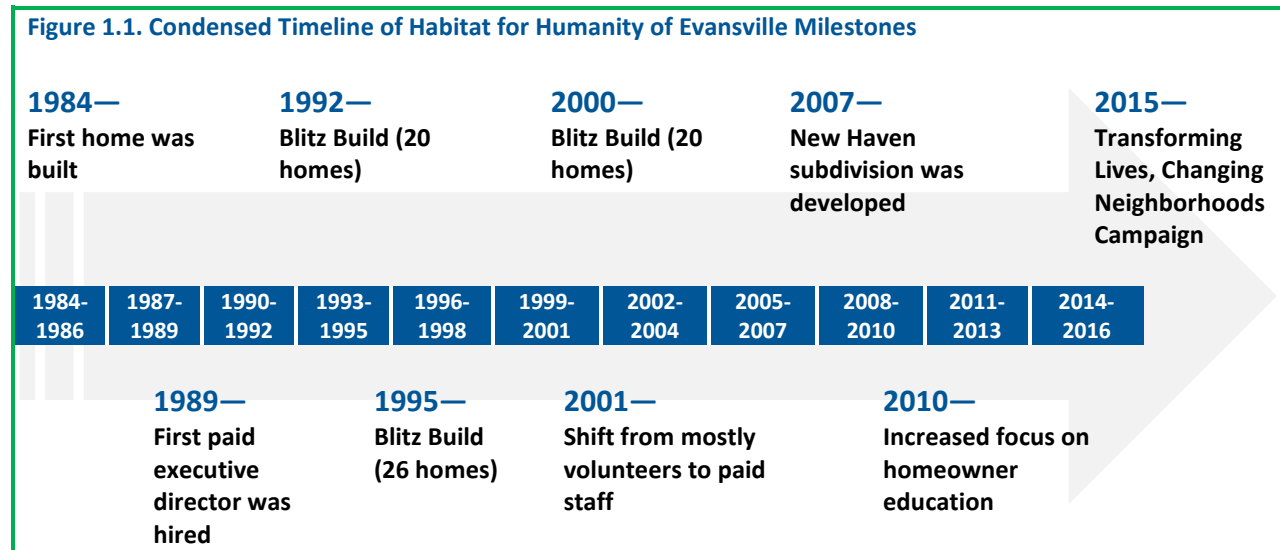 Figure 1.1. Condensed Timeline of Habitat for Humanity of Evansville Milestones
1984—
First home was
built
1992—
Blitz Build (20
homes)
2000—
Blitz Build (20
homes)
2007—
New Haven
subdivision was
developed
2015—
Transforming
Lives, Changing
Neighborhoods
Campaign
1984-
1986
1987-
1989
1990-
1992
1993-
1995
1996-
1998
1999-
2001
2002-
2004
2005-
2007
2008-
2010
2011-
2013
2014-
2016
1989—
First paid
executive
director was
hired
1995—
Blitz Build
(26 homes)
2001—
Shift from mostly
volunteers to paid
staff
2010—
Increased focus on
homeowner
education